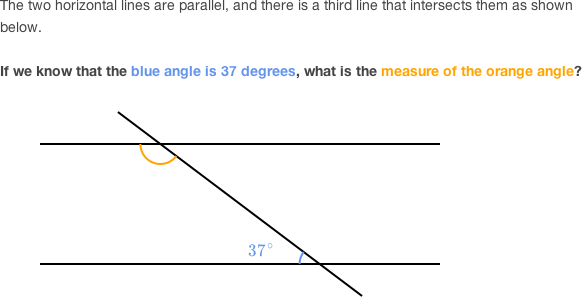 The two horizontal lines are parallel, and there is a third line that intersects them as shown
below.
If we know that the blue angle is 37 degrees, what is the measure of the orange angle?
37°